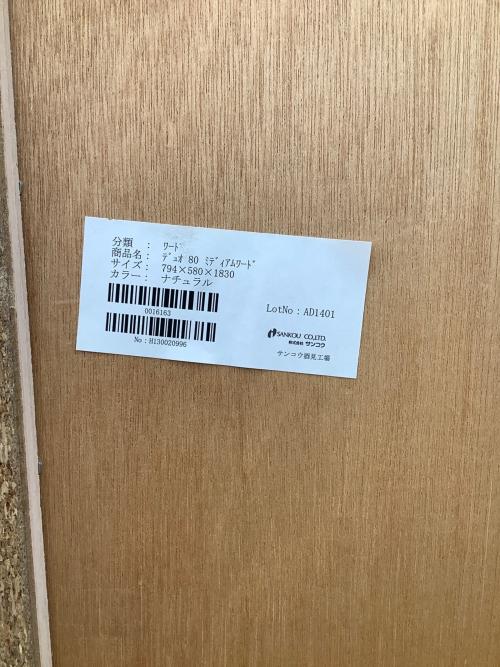 分類 : ﾜｰﾄﾞ
商品名: ﾃﾞｭｵ 80 ﾐﾃﾞｨｱﾑﾜｰﾄﾞ
サイズ: 794×580×1830
カラー: ナチュラル
0016163
No:H130020996
LotNo:AD1401
SANKOU CO.,LTD.
株式会社 サンコウ
サンコウ酒見工場